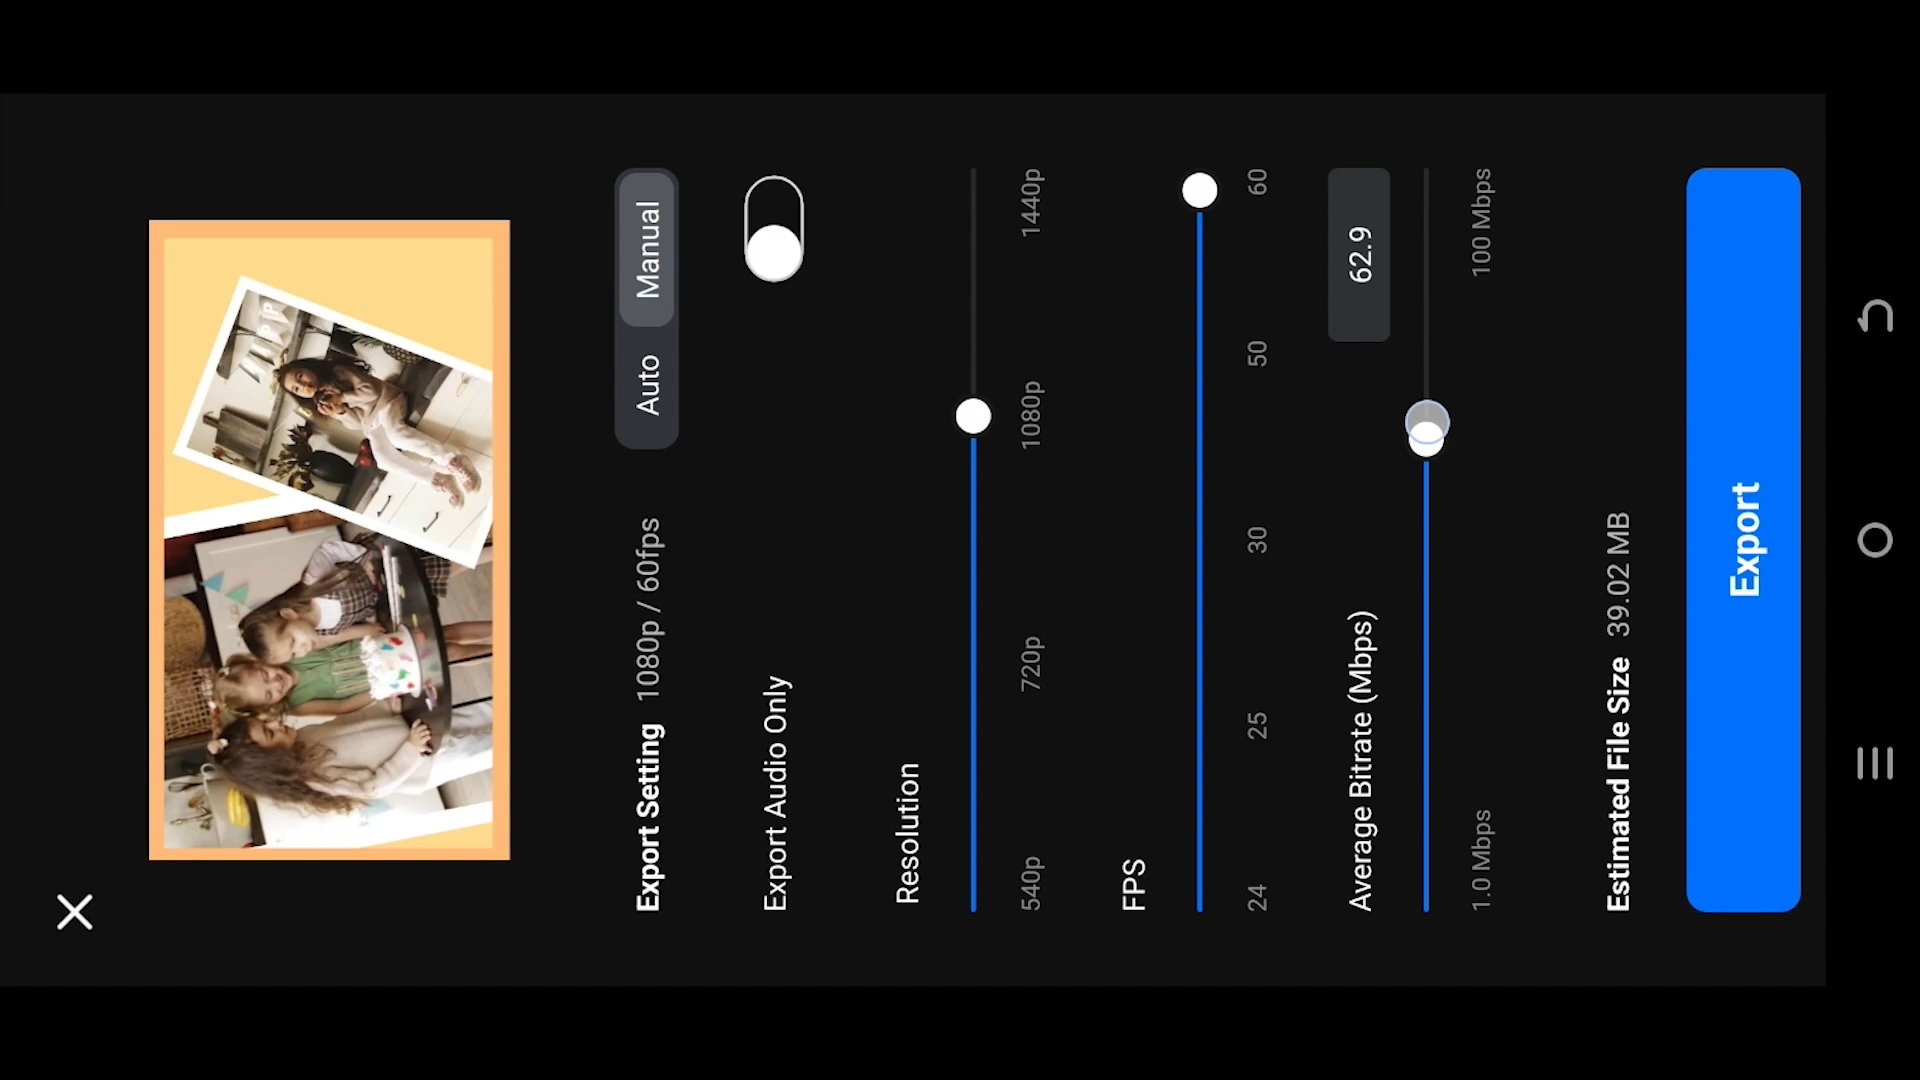 Export Setting 1080p / 60fps
Auto Manual
Export Audio Only
Resolution
540p 720p 1080p 1440p
FPS
24 25 30 50 60
Average Bitrate (Mbps) 62.9
1.0 Mbps 100 Mbps
Estimated File Size 39.02 MB
Export